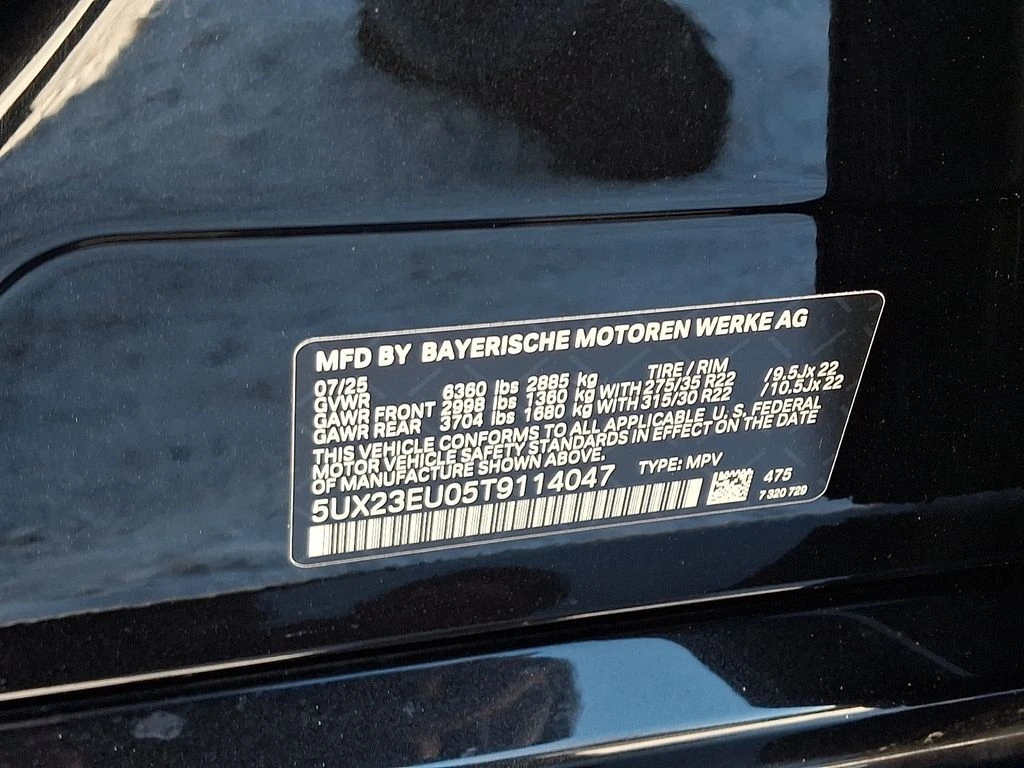 MFD BY BAYERISCHE MOTOREN WERKE AG
07/25 TIRE / RIM
GVWR 6360 lbs 2885 kg
GAWR FRONT 2998 lbs 1360 kg WITH 275/35 R22 /9.5Jx22
GAWR REAR 3704 lbs 1680 kg WITH 315/30 R22 /10.5Jx22
THIS VEHICLE CONFORMS TO ALL APPLICABLE U.S. FEDERAL
MOTOR VEHICLE SAFETY STANDARDS IN EFFECT ON THE DATE
OF MANUFACTURE SHOWN ABOVE.
5UX23EU05T9114047 TYPE: MPV
475
7 320 729